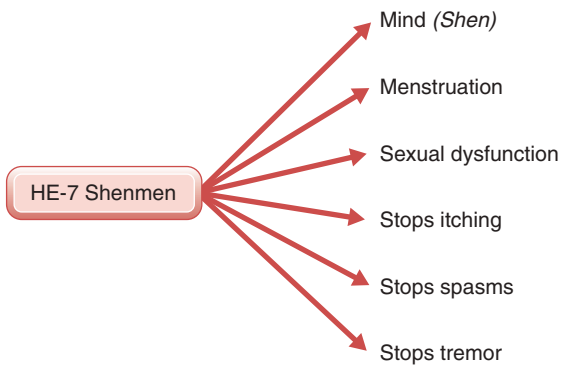 Mind (Shen)
Menstruation
Sexual dysfunction
HE-7 Shenmen
Stops itching
Stops spasms
Stops tremor